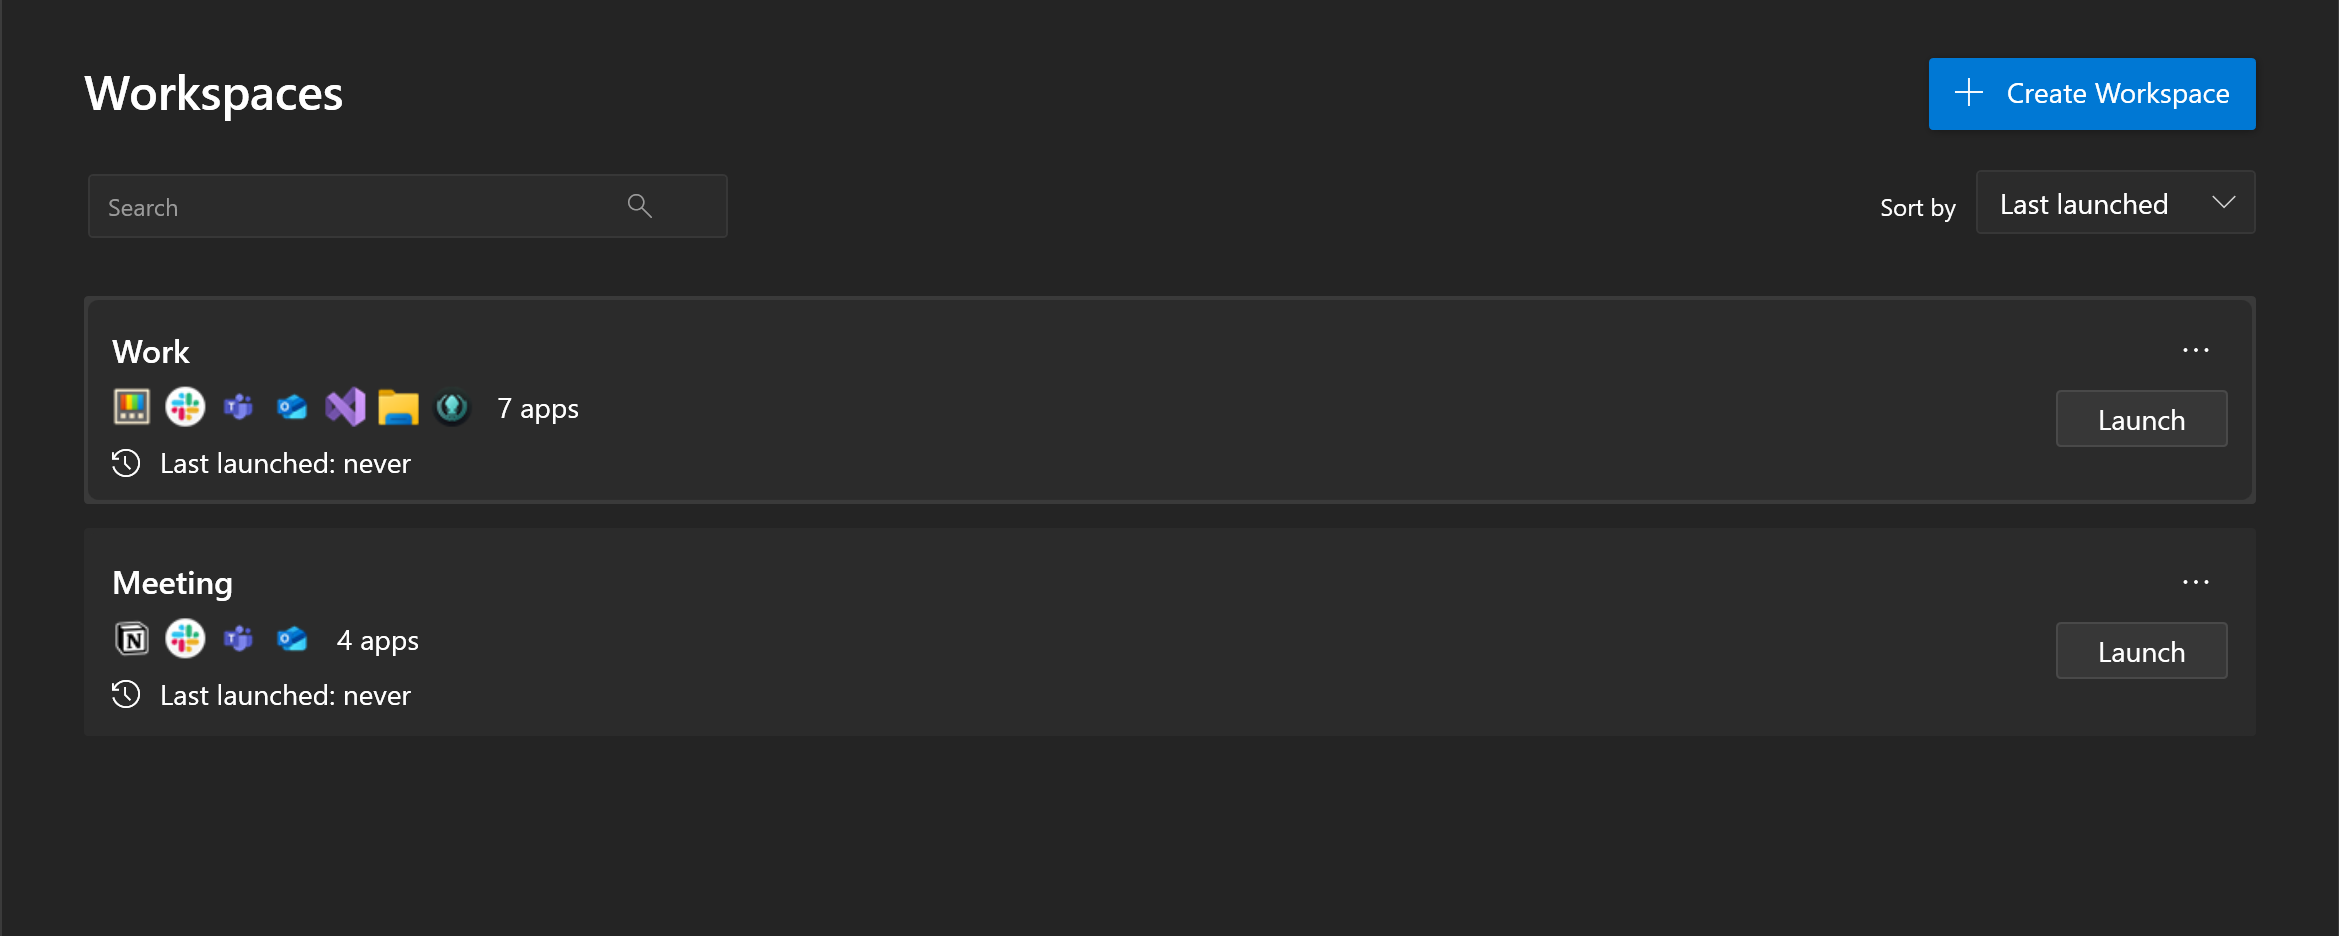 Workspaces
Create Workspace
Search
Sort by
Last launched
Work
7 apps
Launch
Last launched: never
Meeting
4 apps
Launch
Last launched: never